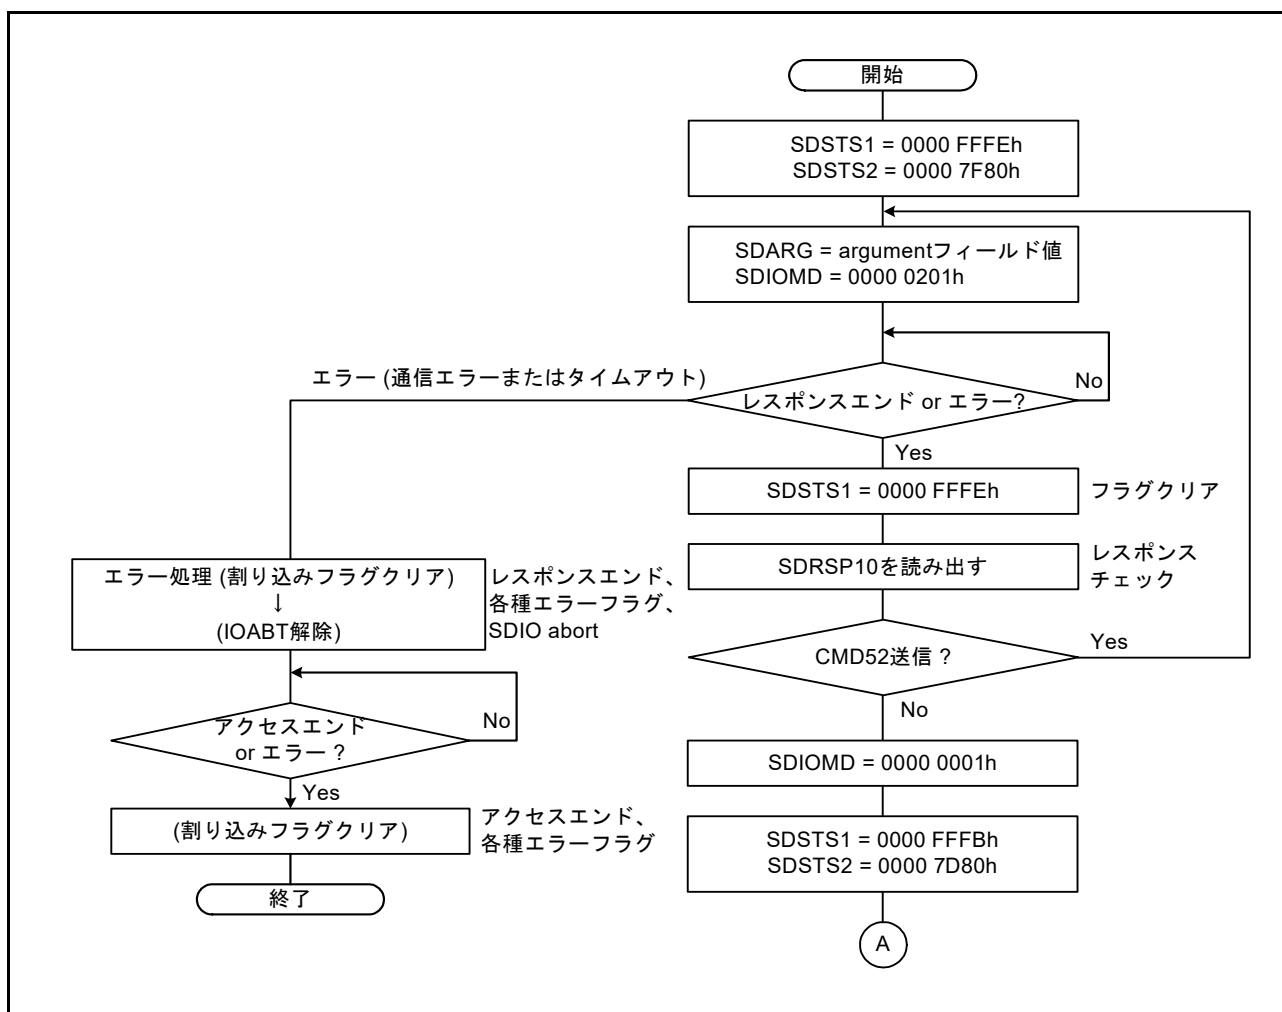 開始
SDSTS1 = 0000 FFFEh
SDSTS2 = 0000 7F80h
SDARG = argumentフィールド値
SDIOMD = 0000 0201h
エラー (通信エラーまたはタイムアウト)
レスポンスエンド or エラー?
No
Yes
SDSTS1 = 0000 FFFEh
フラグクリア
SDRSP10を読み出す
レスポンス
チェック
エラー処理 (割り込みフラグクリア)
↓
(IOABT解除)
レスポンスエンド、
各種エラーフラグ、
SDIO abort
CMD52送信 ?
Yes
No
アクセスエンド
or エラー ?
No
Yes
SDIOMD = 0000 0001h
(割り込みフラグクリア)
アクセスエンド、
各種エラーフラグ
SDSTS1 = 0000 FFFBh
SDSTS2 = 0000 7D80h
終了
A